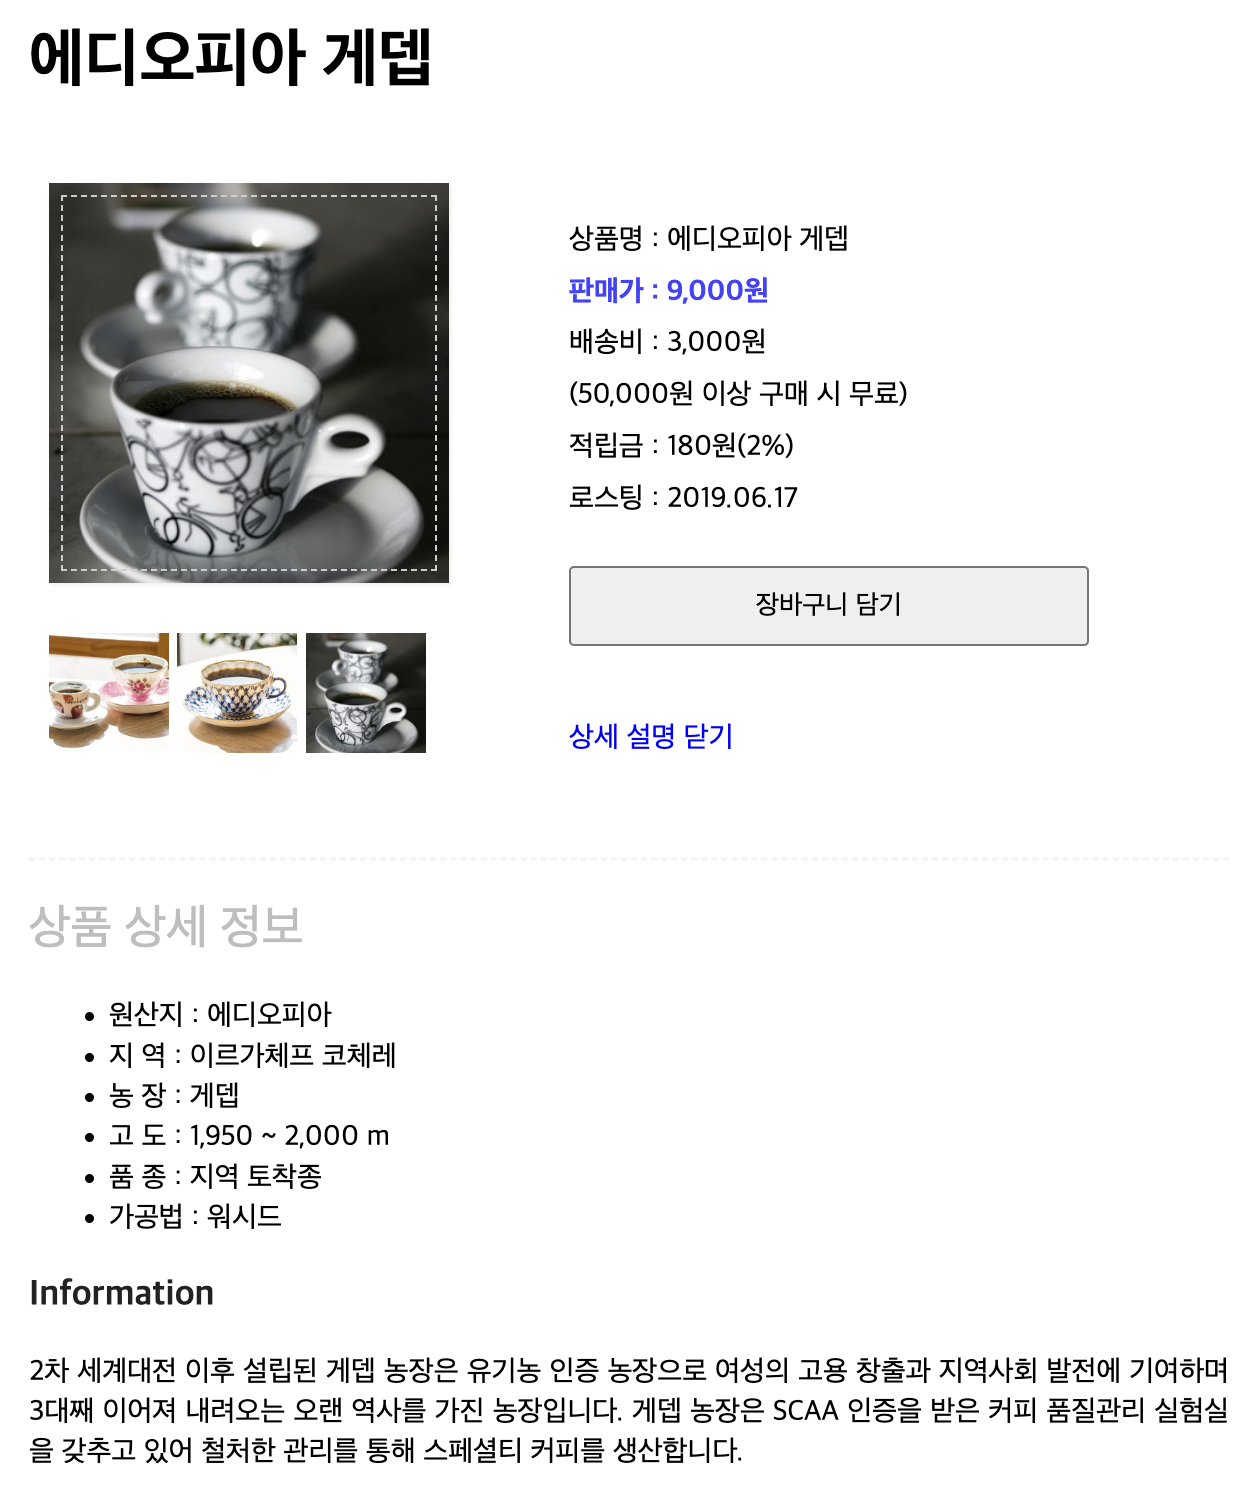 에디오피아 게뎁
상품명 : 에디오피아 게뎁
판매가 : 9,000원
배송비 : 3,000원
(50,000원 이상 구매 시 무료)
적립금 : 180원(2%)
로스팅 : 2019.06.17
장바구니 담기
상세 설명 닫기
상품 상세 정보
• 원산지 : 에디오피아
• 지 역 : 이르가체프 코체레
• 농 장 : 게뎁
• 고 도 : 1,950 ~ 2,000 m
• 품 종 : 지역 토착종
• 가공법 : 워시드
Information
2차 세계대전 이후 설립된 게뎁 농장은 유기농 인증 농장으로 여성의 고용 창출과 지역사회 발전에 기여하며
3대째 이어져 내려오는 오랜 역사를 가진 농장입니다. 게뎁 농장은 SCAA 인증을 받은 커피 품질관리 실험실
을 갖추고 있어 철처한 관리를 통해 스페셜티 커피를 생산합니다.